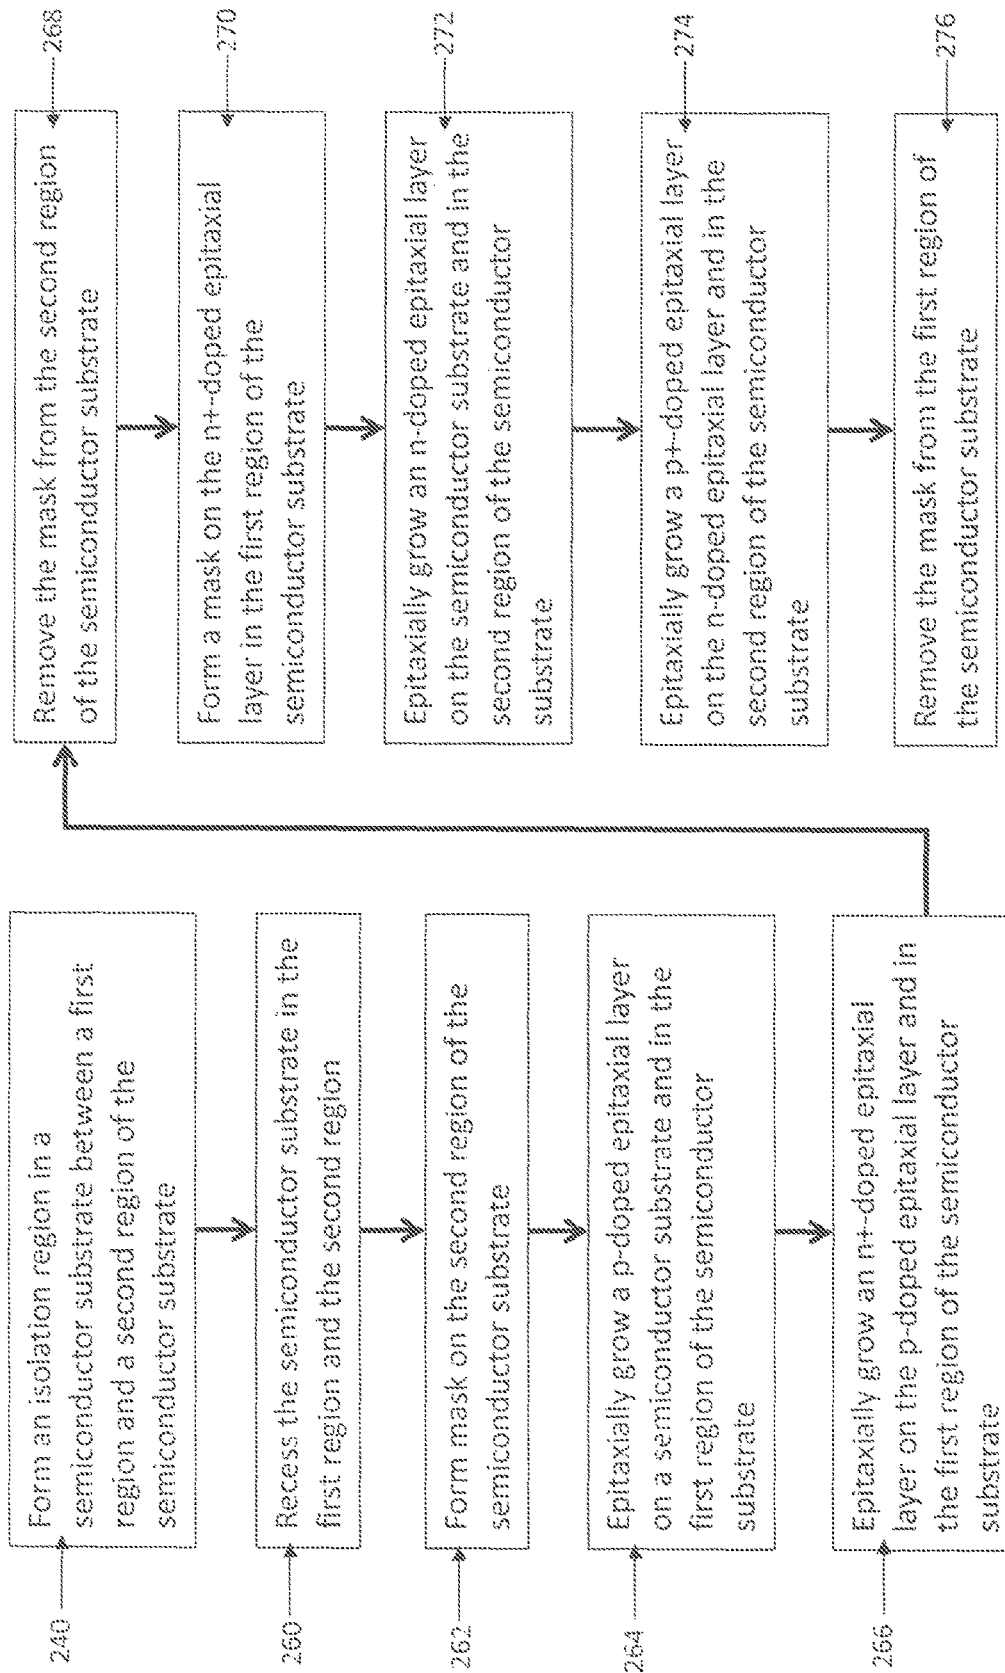 240
Form an isolation region in a
semiconductor substrate between a first
region and a second region of the
semiconductor substrate
260
Recess the semiconductor substrate in the
first region and the second region
262
Form mask on the second region of the
semiconductor substrate
264
Epitaxially grow a p-doped epitaxial layer
on a semiconductor substrate and in the
first region of the semiconductor
substrate
266
Epitaxially grow an n+-doped epitaxial
layer on the p-doped epitaxial layer and in
the first region of the semiconductor
substrate
Remove the mask from the second region
of the semiconductor substrate
268
Form a mask on the n+-doped epitaxial
layer in the first region of the
semiconductor substrate
270
Epitaxially grow an n-doped epitaxial layer
on the semiconductor substrate and in the
second region of the semiconductor
substrate
272
Epitaxially grow a p+-doped epitaxial layer
on the n-doped epitaxial layer and in the
second region of the semiconductor
substrate
274
Remove the mask from the first region of
the semiconductor substrate
276